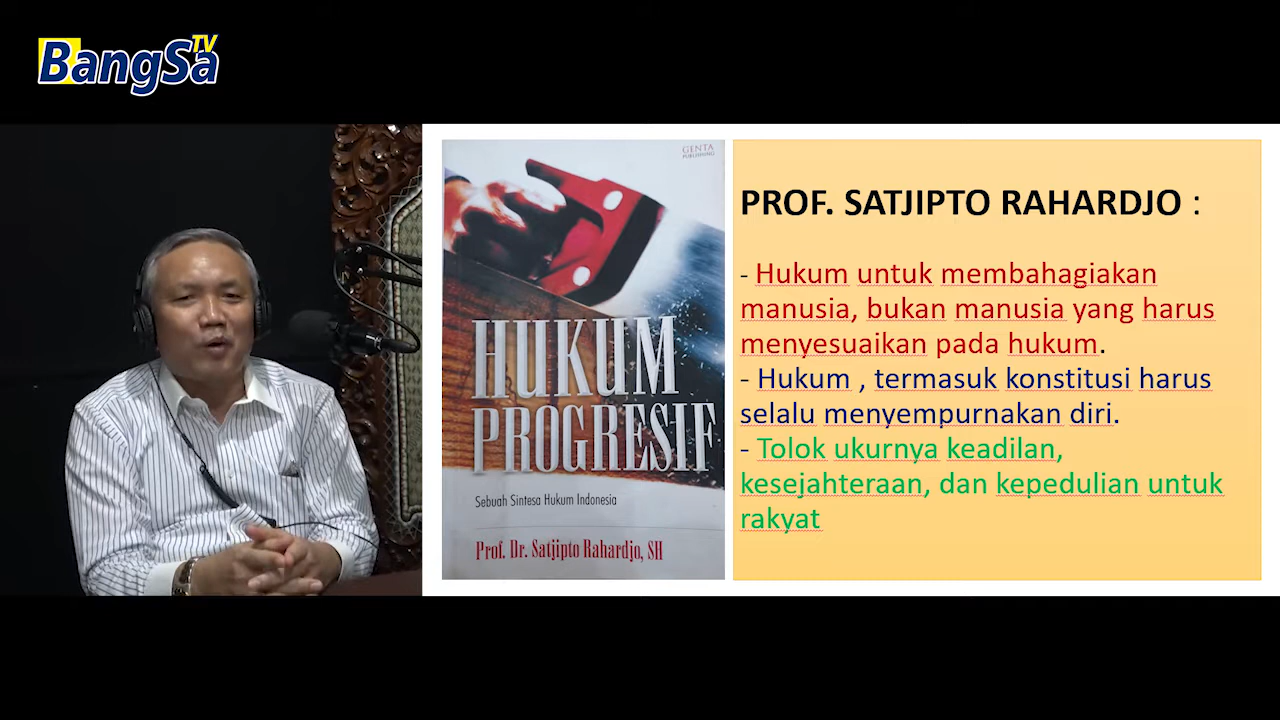 BangSa TV
GENTA
PUBLISHING
HUKUM
PROGRESIF
Sebuah Sintesa Hukum Indonesia
Prof. Dr. Satjipto Rahardjo, SH
PROF. SATJIPTO RAHARDJO :
- Hukum untuk membahagiakan
manusia, bukan manusia yang harus
menyesuaikan pada hukum.
- Hukum , termasuk konstitusi harus
selalu menyempurnakan diri.
- Tolok ukurnya keadilan,
kesejahteraan, dan kepedulian untuk
rakyat